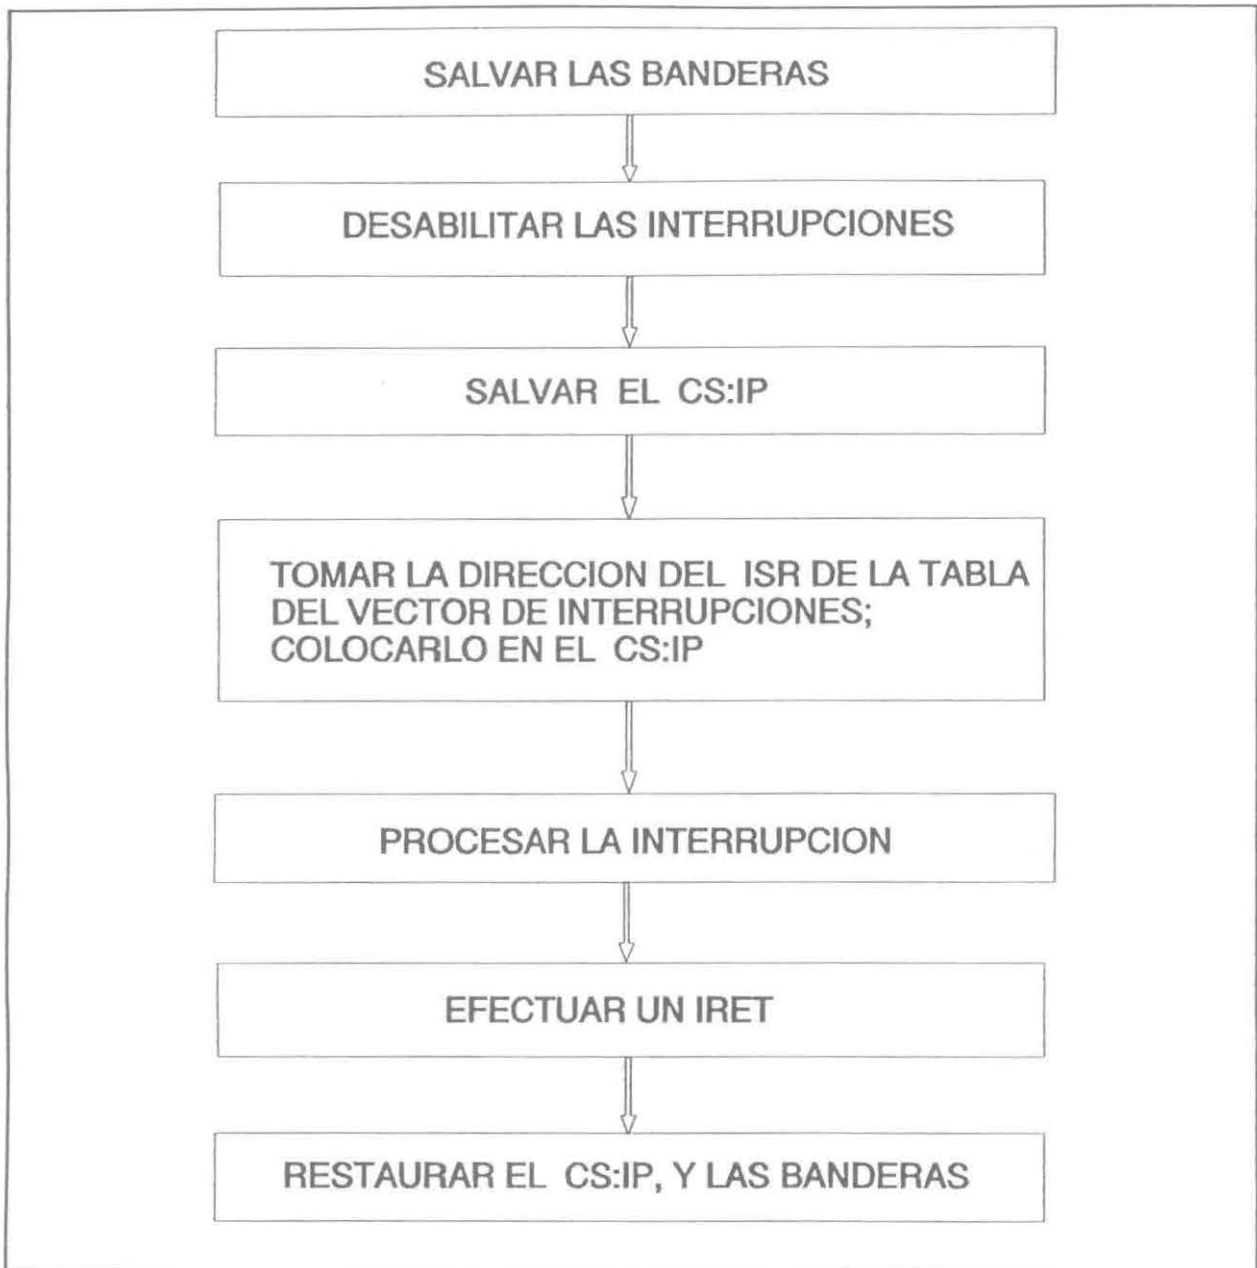 SALVAR LAS BANDERAS
DESABILITAR LAS INTERRUPCIONES
SALVAR EL CS:IP
TOMAR LA DIRECCION DEL ISR DE LA TABLA
DEL VECTOR DE INTERRUPCIONES;
COLOCARLO EN EL CS:IP
PROCESAR LA INTERRUPCION
EFECTUAR UN IRET
RESTAURAR EL CS:IP, Y LAS BANDERAS